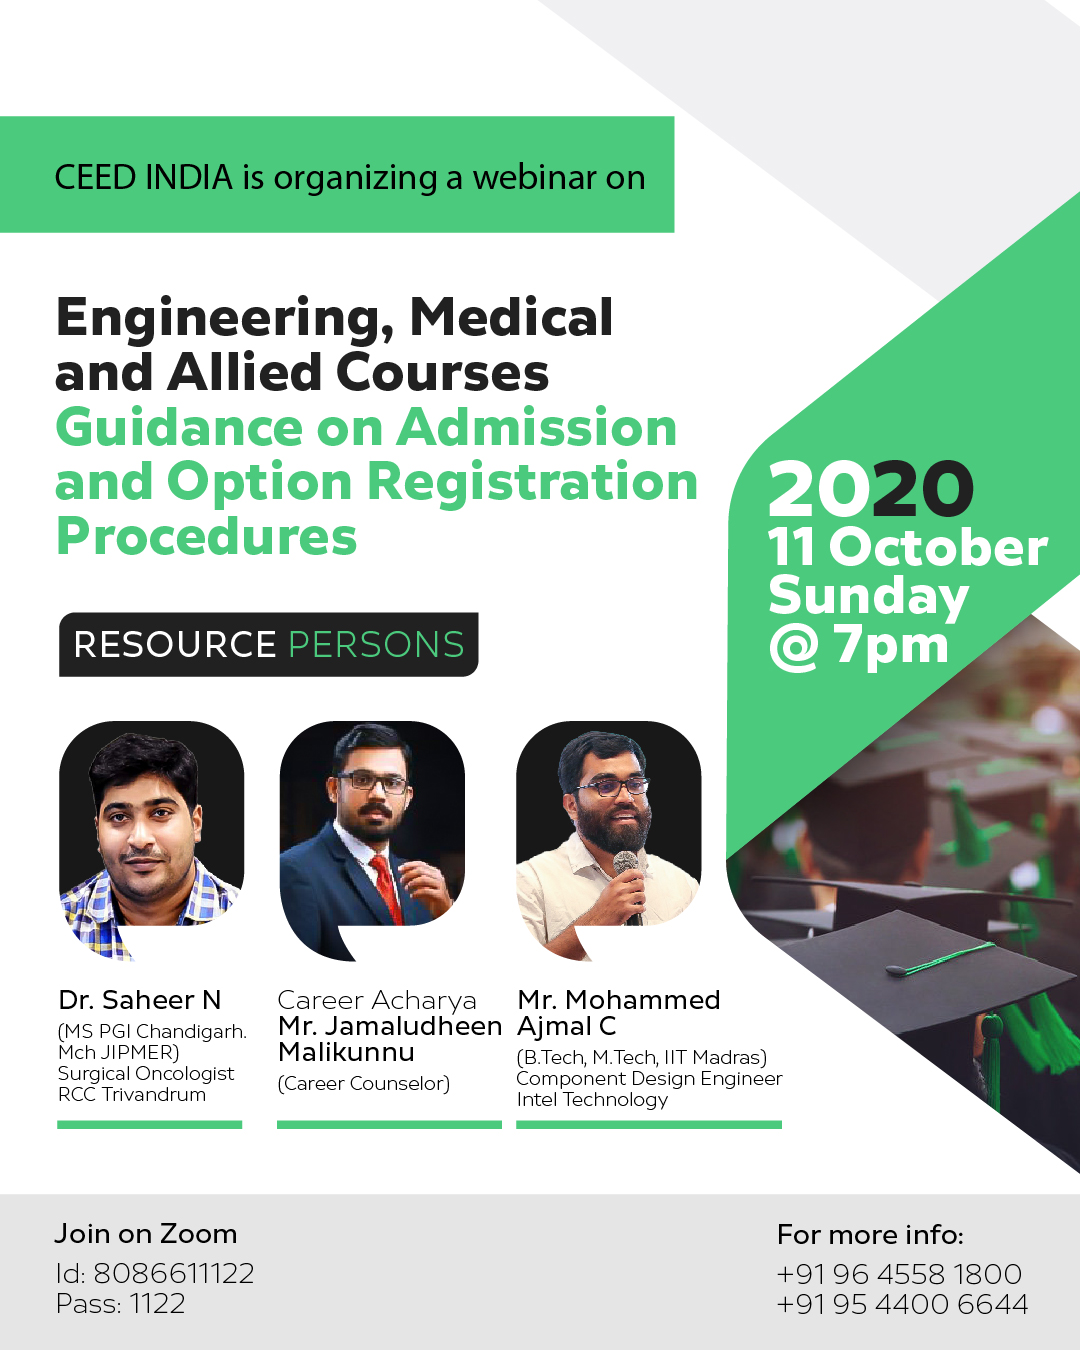 CEED INDIA is organizing a webinar on
Engineering, Medical
and Allied Courses
Guidance on Admission
and Option Registration
Procedures
2020
11 October
Sunday
@ 7pm
RESOURCE PERSONS
Dr. Saheer N
(MS PGI Chandigarh.
Mch JIPMER)
Surgical Oncologist
RCC Trivandrum
Career Acharya
Mr. Jamaludheen
Malikunnu
(Career Counselor)
Mr. Mohammed
Ajmal C
(B.Tech, M.Tech, IIT Madras)
Component Design Engineer
Intel Technology
Join on Zoom
Id: 8086611122
Pass: 1122
For more info:
+91 96 4558 1800
+91 95 4400 6644